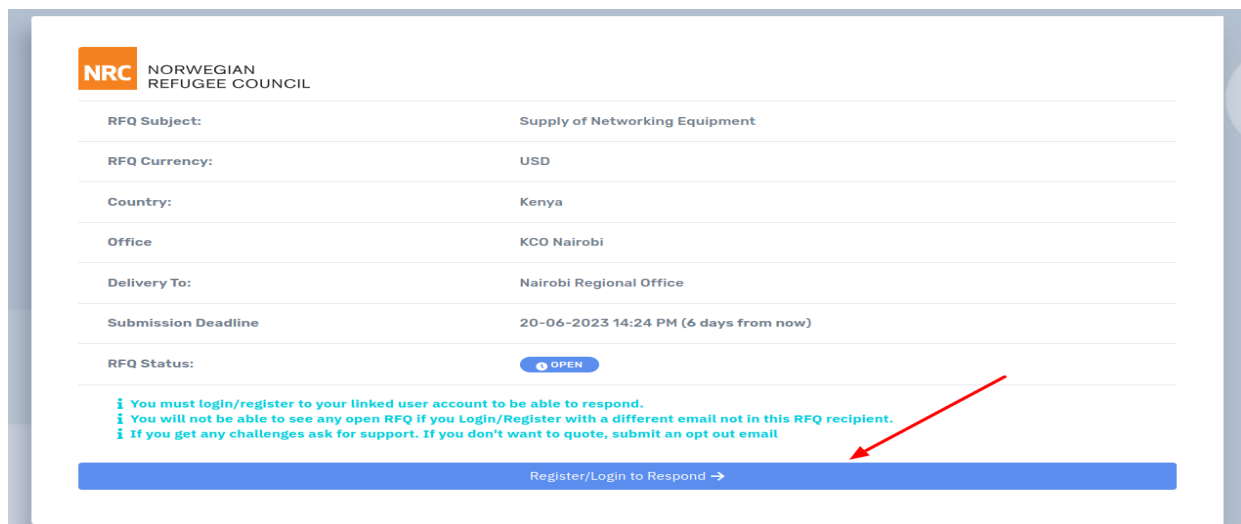 NRC NORWEGIAN
REFUGEE COUNCIL
RFQ Subject: Supply of Networking Equipment
RFQ Currency: USD
Country: Kenya
Office KCO Nairobi
Delivery To: Nairobi Regional Office
Submission Deadline 20-06-2023 14:24 PM (6 days from now)
RFQ Status: OPEN
i You must login/register to your linked user account to be able to respond.
i You will not be able to see any open RFQ if you Login/Register with a different email not in this RFQ recipient.
i If you get any challenges ask for support. If you don't want to quote, submit an opt out email
Register/Login to Respond →